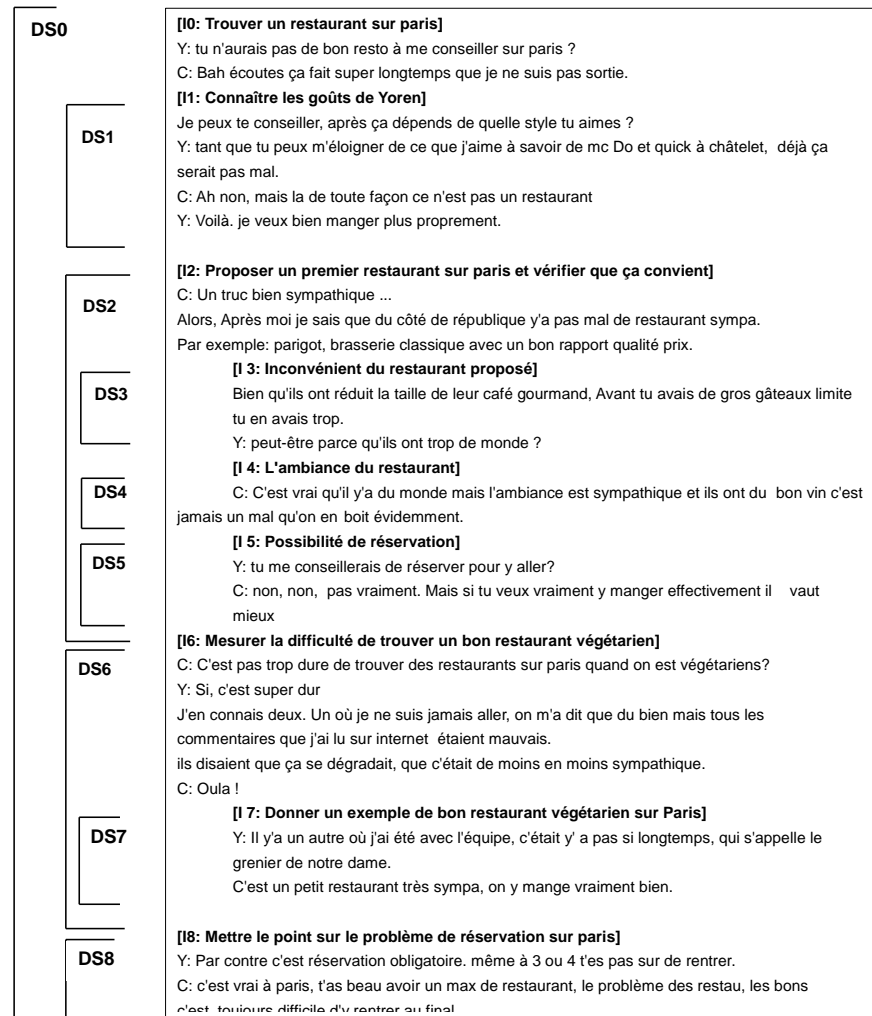 DS0
[I0: Trouver un restaurant sur paris]
Y: tu n'aurais pas de bon resto à me conseiller sur paris ?
C: Bah écoutes ça fait super longtemps que je ne suis pas sortie.
[I1: Connaître les goûts de Yoren]
DS1
Je peux te conseiller, après ça dépends de quelle style tu aimes ?
Y: tant que tu peux m'éloigner de ce que j'aime à savoir de mc Do et quick à châtelet, déjà ça
serait pas mal.
C: Ah non, mais la de toute façon ce n'est pas un restaurant
Y: Voilà. je veux bien manger plus proprement.
[I2: Proposer un premier restaurant sur paris et vérifier que ça convient]
DS2
C: Un truc bien sympathique ...
Alors, Après moi je sais que du côté de république y'a pas mal de restaurant sympa.
Par exemple: parigot, brasserie classique avec un bon rapport qualité prix.
[I 3: Inconvénient du restaurant proposé]
DS3
Bien qu'ils ont réduit la taille de leur café gourmand, Avant tu avais de gros gâteaux limite
tu en avais trop.
Y: peut-être parce qu'ils ont trop de monde ?
[I 4: L'ambiance du restaurant]
DS4
C: C'est vrai qu'il y'a du monde mais l'ambiance est sympathique et ils ont du bon vin c'est
jamais un mal qu'on en boit évidemment.
[I 5: Possibilité de réservation]
DS5
Y: tu me conseillerais de réserver pour y aller?
C: non, non, pas vraiment. Mais si tu veux vraiment y manger effectivement il vaut
mieux
[I6: Mesurer la difficulté de trouver un bon restaurant végétarien]
DS6
C: C'est pas trop dure de trouver des restaurants sur paris quand on est végétariens?
Y: Si, c'est super dur
J'en connais deux. Un où je ne suis jamais aller, on m'a dit que du bien mais tous les
commentaires que j'ai lu sur internet étaient mauvais.
ils disaient que ça se dégradait, que c'était de moins en moins sympathique.
C: Oula !
[I 7: Donner un exemple de bon restaurant végétarien sur Paris]
DS7
Y: Il y'a un autre où j'ai été avec l'équipe, c'était y' a pas si longtemps, qui s'appelle le
grenier de notre dame.
C'est un petit restaurant très sympa, on y mange vraiment bien.
[I8: Mettre le point sur le problème de réservation sur paris]
DS8
Y: Par contre c'est réservation obligatoire. même à 3 ou 4 t'es pas sur de rentrer.
C: c'est vrai à paris, t'as beau avoir un max de restaurant, le problème des restau, les bons
c'est toujours difficile d'y rentrer au final